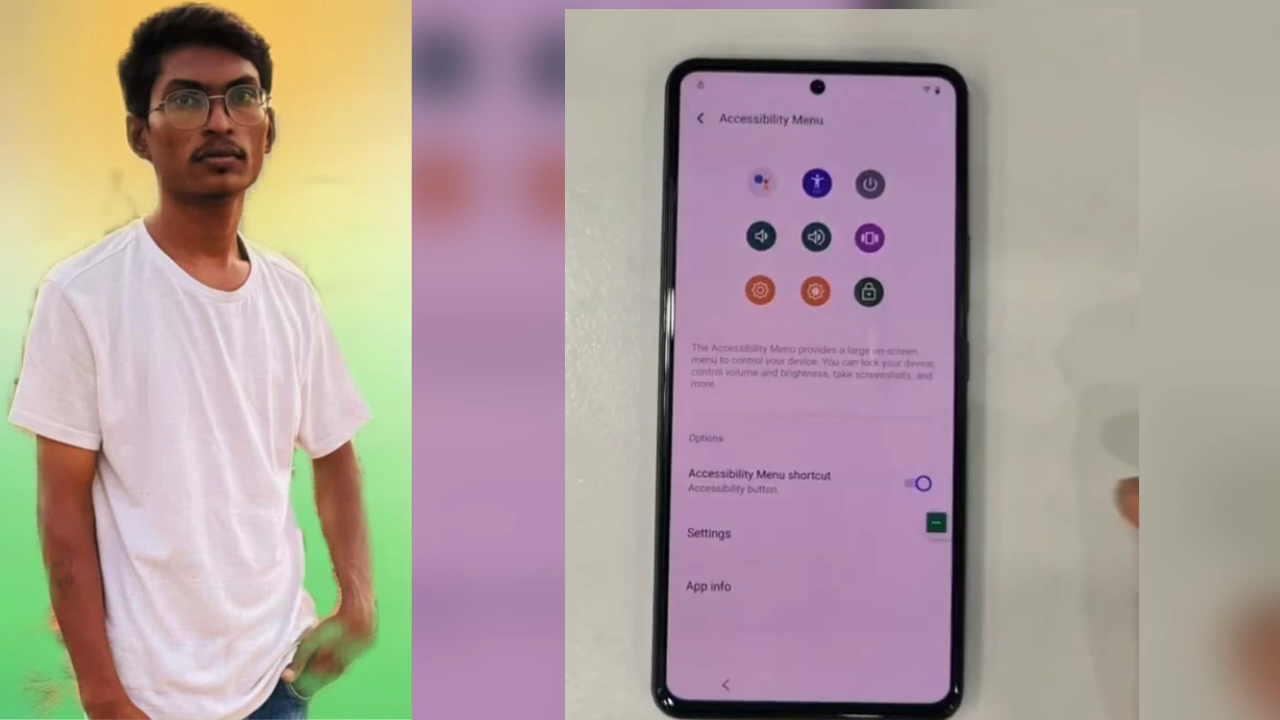 Accessibility Menu
The Accessibility Menu provides a large on-screen
menu to control your device. You can lock your device,
control volume and brightness, take screenshots, and
more.
Options
Accessibility Menu shortcut
Accessibility button
Settings
App info